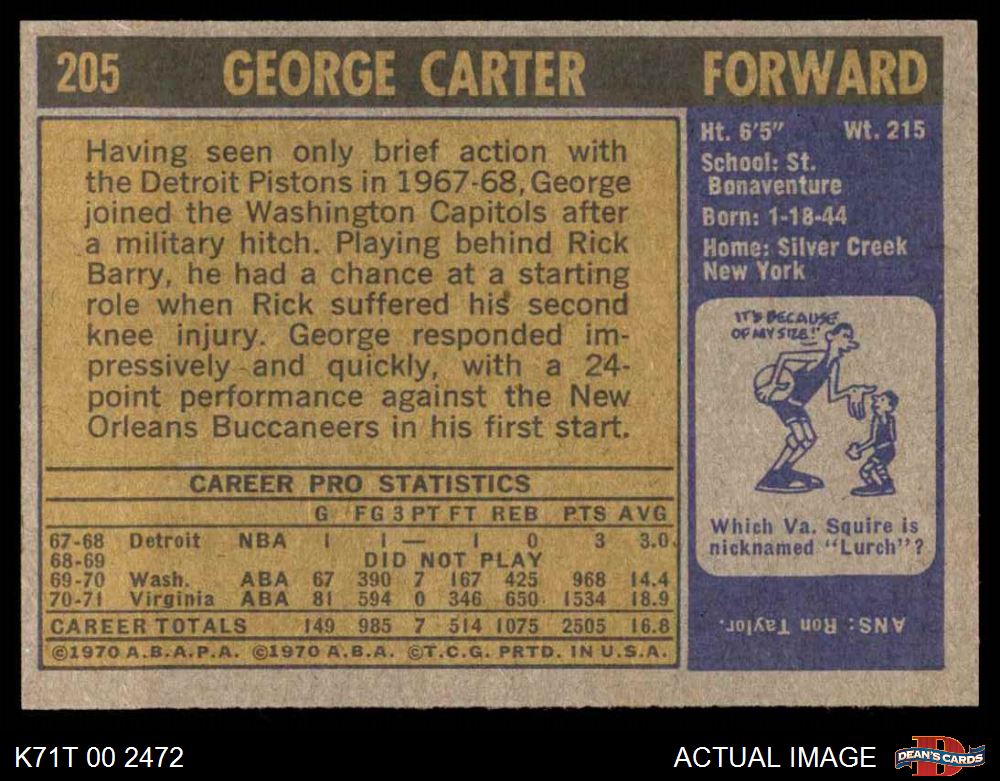 205 GEORGE CARTER FORWARD
Having seen only brief action with
the Detroit Pistons in 1967-68, George
joined the Washington Capitols after
a military hitch. Playing behind Rick
Barry, he had a chance at a starting
role when Rick suffered his second
knee injury. George responded im-
pressively and quickly, with a 24-
point performance against the New
Orleans Buccaneers in his first start.
CAREER PRO STATISTICS
G FG 3 PT FT REB PTS AVG
67-68 Detroit NBA 1 1 — 1 0 3 3.0
68-69 DID NOT PLAY
69-70 Wash. ABA 67 390 7 167 425 968 14.4
70-71 Virginia ABA 81 594 0 346 650 1534 18.9
CAREER TOTALS 149 985 7 514 1075 2505 16.8
©1970 A.B.A.P.A. ©1970 A.B.A. ©T.C.G. PRTD. IN U.S.A.
Ht. 6'5" Wt. 215
School: St.
Bonaventure
Born: 1-18-44
Home: Silver Creek
New York
IT'S BECAUSE
OF MY SIZE!"
Which Va. Squire is
nicknamed "Lurch"?
ANS: Ron Taylor.
K71T 00 2472
ACTUAL IMAGE
D
DEAN'S CARDS